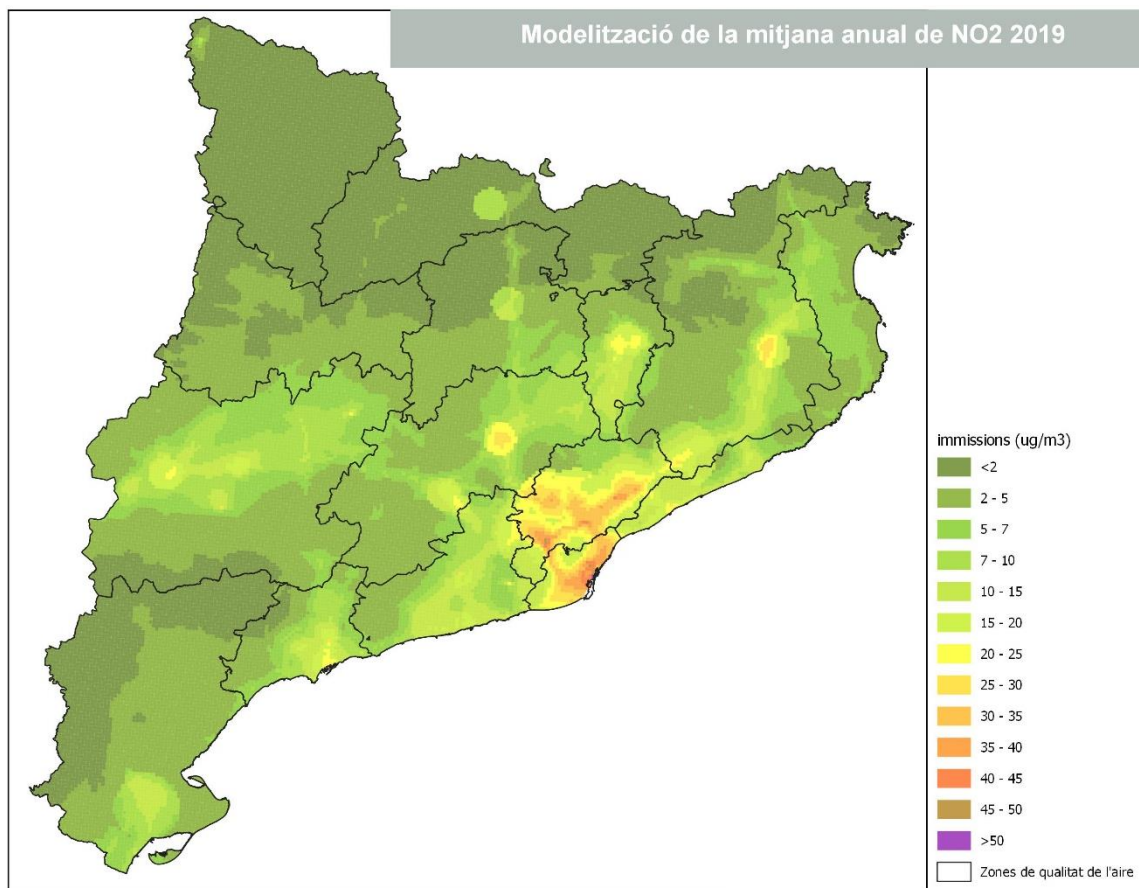 Modelització de la mitjana anual de NO2 2019
immissions (ug/m3)
<2
2 - 5
5 - 7
7 - 10
10 - 15
15 - 20
20 - 25
25 - 30
30 - 35
35 - 40
40 - 45
45 - 50
>50
Zones de qualitat de l'aire